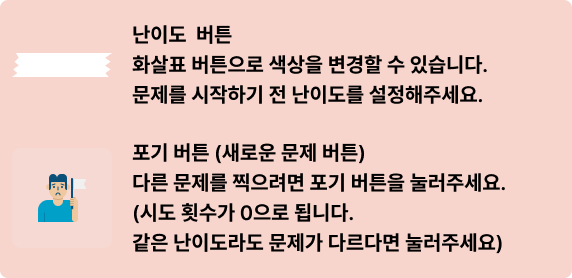 난이도 버튼
화살표 버튼으로 색상을 변경할 수 있습니다.
문제를 시작하기 전 난이도를 설정해주세요.
포기 버튼 (새로운 문제 버튼)
다른 문제를 찍으려면 포기 버튼을 눌러주세요.
(시도 횟수가 0으로 됩니다.
같은 난이도라도 문제가 다르다면 눌러주세요)